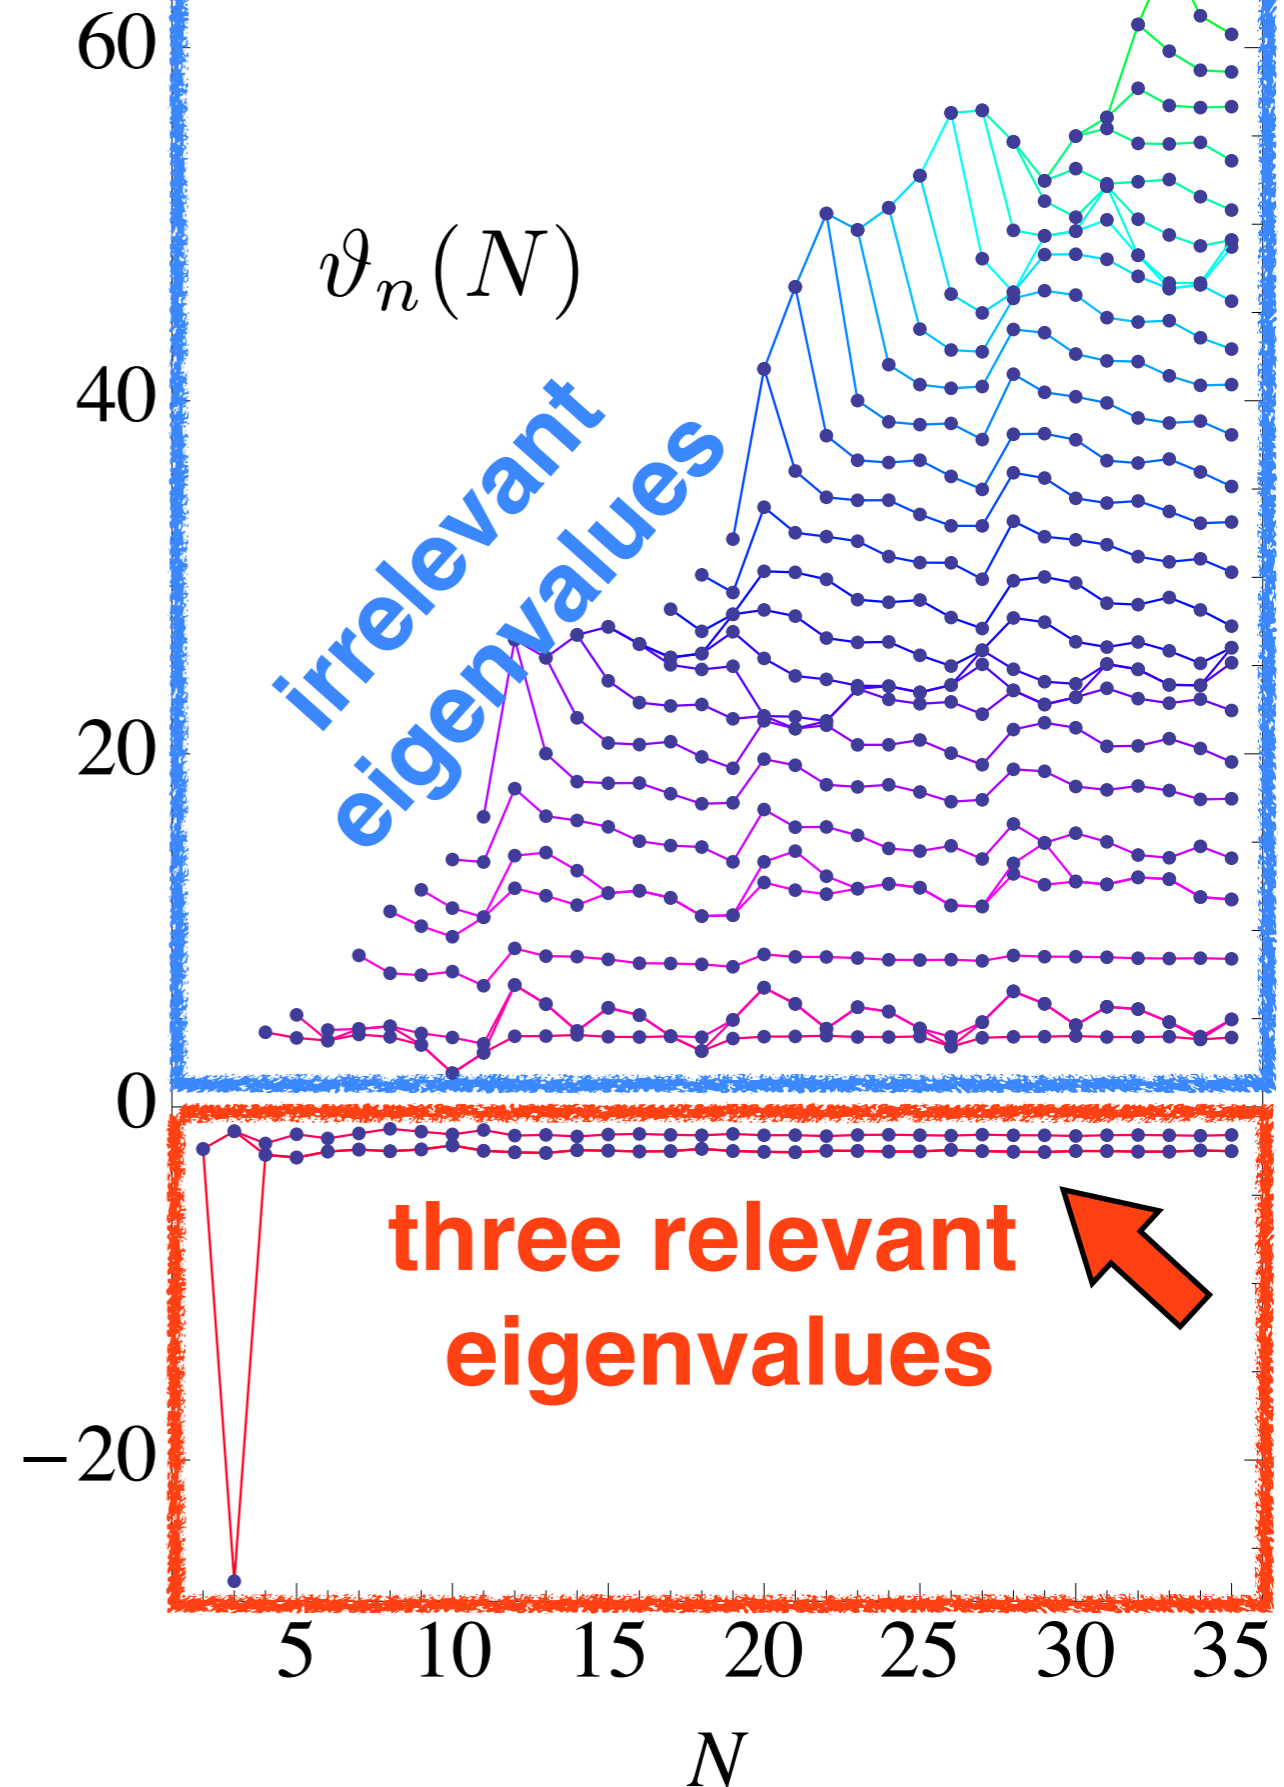 60
ϑₙ(N)
40
irrelevant
eigenvalues
20
0
three relevant
eigenvalues
−20
5 10 15 20 25 30 35
N